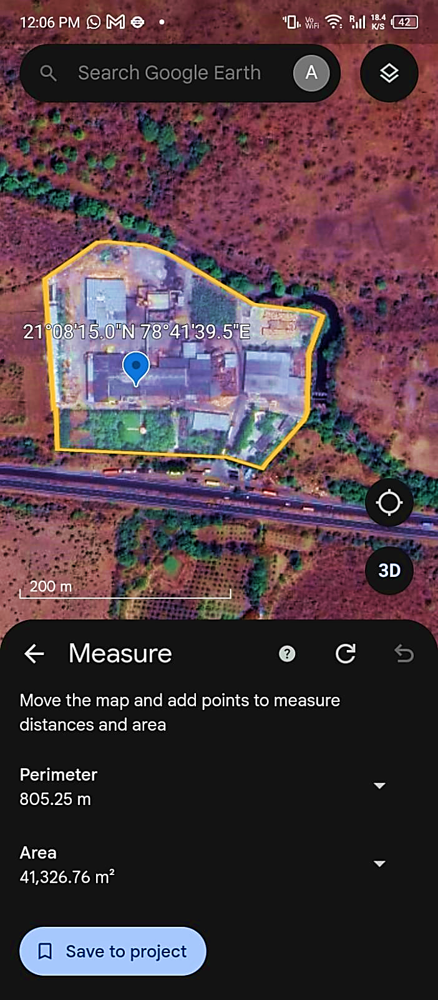 12:06 PM
Vo
WiFi
R
18.4
K/S
42
Search Google Earth
A
21°08'15.0"N 78°41'39.5"E
3D
200 m
Measure
?
Move the map and add points to measure
distances and area
Perimeter
805.25 m
Area
41,326.76 m²
Save to project